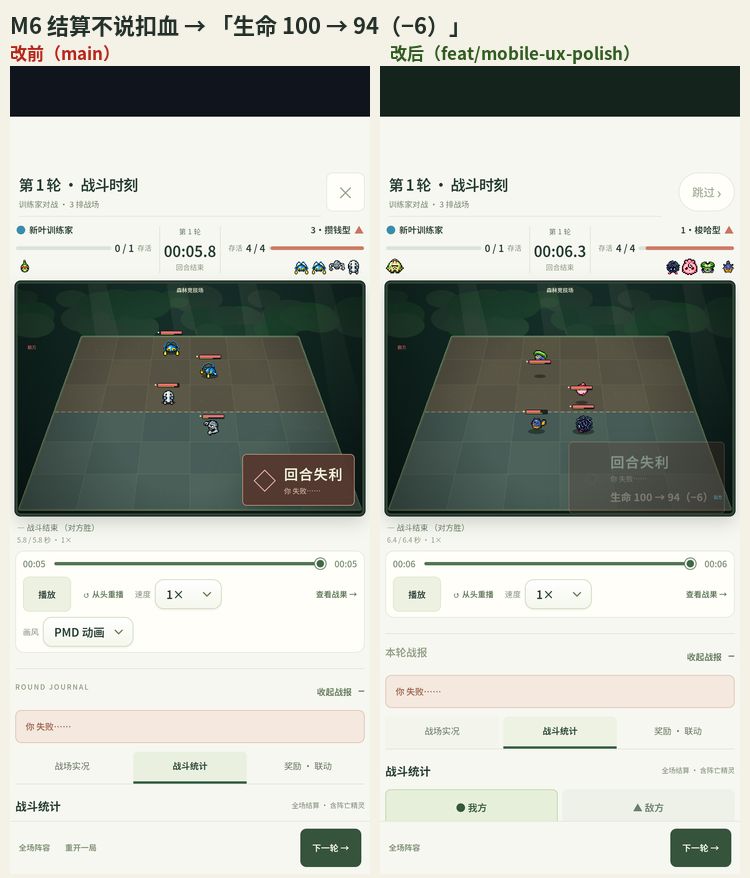 M6 结算不说扣血 → 「生命 100 → 94（−6）」
改前（main）
第 1 轮 · 战斗时刻
训练家对战 · 3 排战场
新叶训练家
0 / 1 存活
第 1 轮
00:05.8
回合结束
3 · 攒钱型
存活 4 / 4
森林竞技场
敌方
回合失利
你 失败……
— 战斗结束 （对方胜）
5.8 / 5.8 秒 · 1×
00:05
00:05
播放
↺ 从头重播
速度
1×
查看战果 →
画风
PMD 动画
ROUND JOURNAL
收起战报 −
你 失败……
战场实况
战斗统计
奖励 · 联动
战斗统计
全场结算 · 含阵亡精灵
全场阵容
重开一局
下一轮 →
改后（feat/mobile-ux-polish）
第 1 轮 · 战斗时刻
训练家对战 · 3 排战场
跳过 ›
新叶训练家
0 / 1 存活
第 1 轮
00:06.3
回合结束
1 · 梭哈型
存活 4 / 4
森林竞技场
敌方
回合失利
你 失败……
生命 100 → 94（−6）
— 战斗结束 （对方胜）
6.4 / 6.4 秒 · 1×
00:06
00:06
播放
↺ 从头重播
速度
1×
查看战果 →
本轮战报
收起战报 −
你 失败……
战场实况
战斗统计
奖励 · 联动
战斗统计
全场结算 · 含阵亡精灵
● 我方
▲ 敌方
全场阵容
下一轮 →